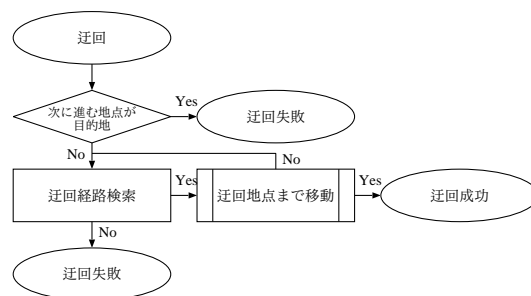 迂回
次に進む地点が
目的地
Yes
迂回失敗
No
No
迂回経路検索
Yes
迂回地点まで移動
Yes
迂回成功
No
迂回失敗